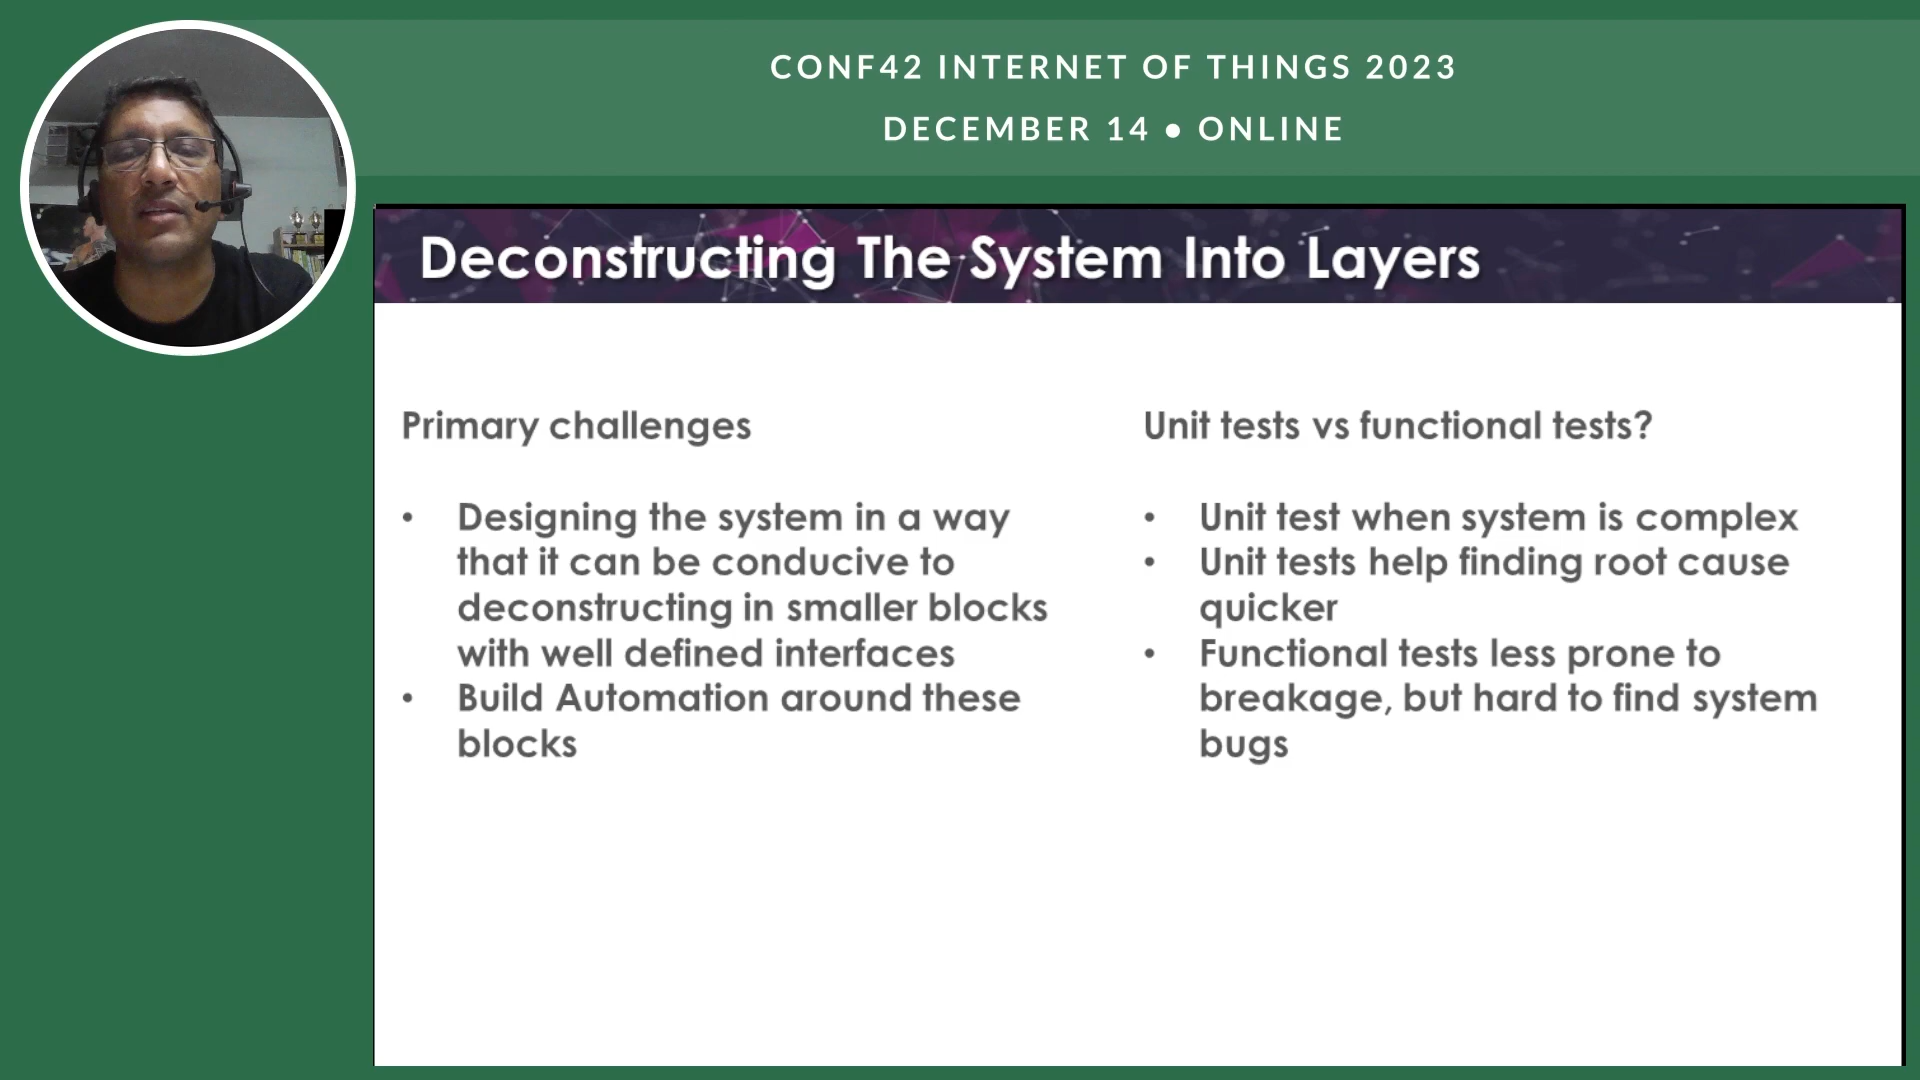 CONF42 INTERNET OF THINGS 2023
DECEMBER 14 • ONLINE
Deconstructing The System Into Layers
Primary challenges
• Designing the system in a way
that it can be conducive to
deconstructing in smaller blocks
with well defined interfaces
• Build Automation around these
blocks
Unit tests vs functional tests?
• Unit test when system is complex
• Unit tests help finding root cause
quicker
• Functional tests less prone to
breakage, but hard to find system
bugs